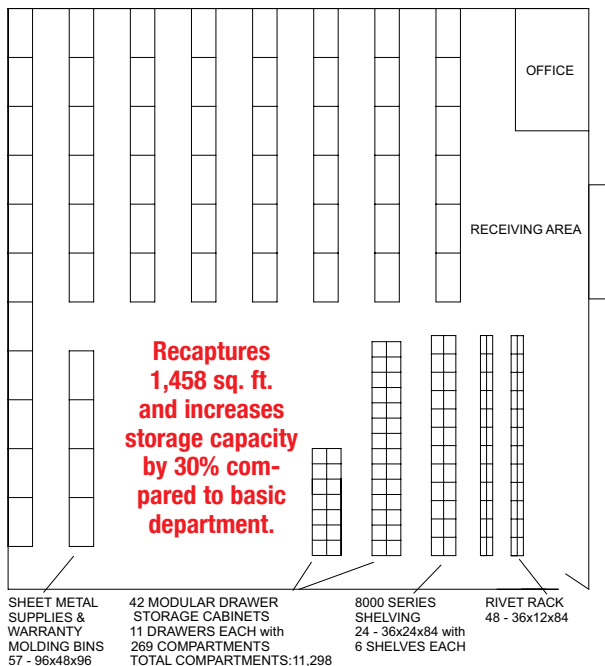 OFFICE
RECEIVING AREA
Recaptures
1,458 sq. ft.
and increases
storage capacity
by 30% com-
pared to basic
department.
SHEET METAL
SUPPLIES &
WARRANTY
MOLDING BINS
57 - 96x48x96
42 MODULAR DRAWER
STORAGE CABINETS
11 DRAWERS EACH with
269 COMPARTMENTS
TOTAL COMPARTMENTS:11,298
8000 SERIES
SHELVING
24 - 36x24x84 with
6 SHELVES EACH
RIVET RACK
48 - 36x12x84